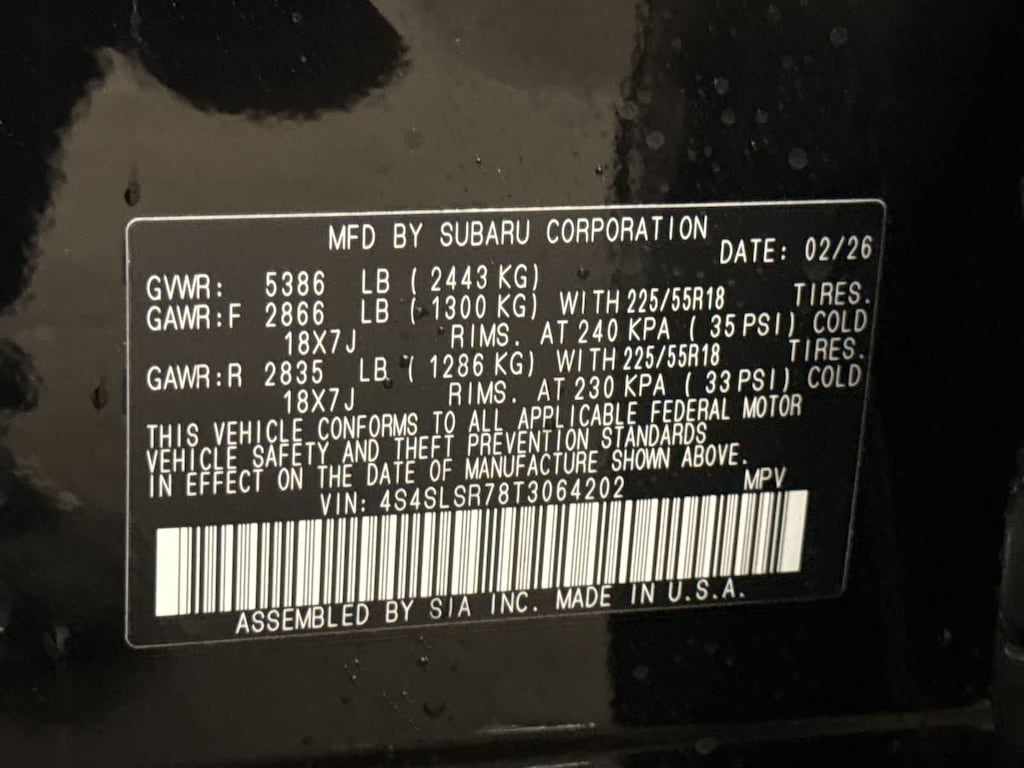 MFD BY SUBARU CORPORATION
DATE: 02/26
GVWR: 5386 LB ( 2443 KG)
GAWR:F 2866 LB ( 1300 KG) WITH 225/55R18 TIRES.
18X7J RIMS. AT 240 KPA ( 35 PSI) COLD
GAWR:R 2835 LB ( 1286 KG) WITH 225/55R18 TIRES.
18X7J RIMS. AT 230 KPA ( 33 PSI) COLD
THIS VEHICLE CONFORMS TO ALL APPLICABLE FEDERAL MOTOR
VEHICLE SAFETY AND THEFT PREVENTION STANDARDS
IN EFFECT ON THE DATE OF MANUFACTURE SHOWN ABOVE.
VIN: 4S4SLSR78T3064202 MPV
ASSEMBLED BY SIA INC. MADE IN U.S.A.